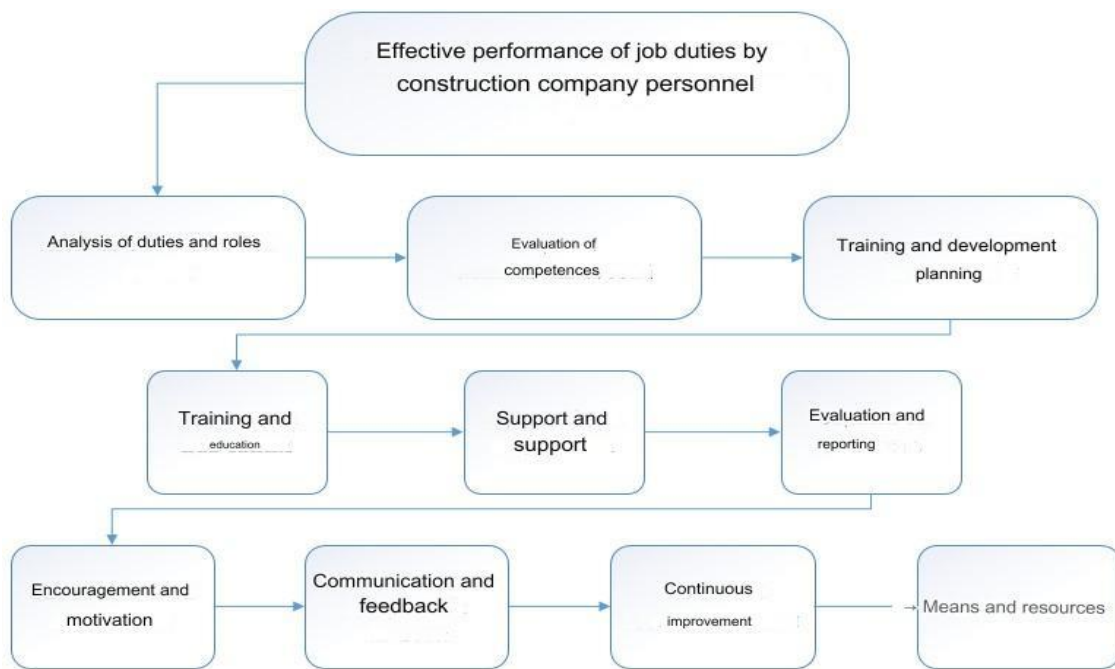 Effective performance of job duties by
construction company personnel
Analysis of duties and roles
Evaluation of
competences
Training and development
planning
Training and
education
Support and
support
Evaluation and
reporting
Encouragement and
motivation
Communication and
feedback
Continuous
improvement
Means and resources